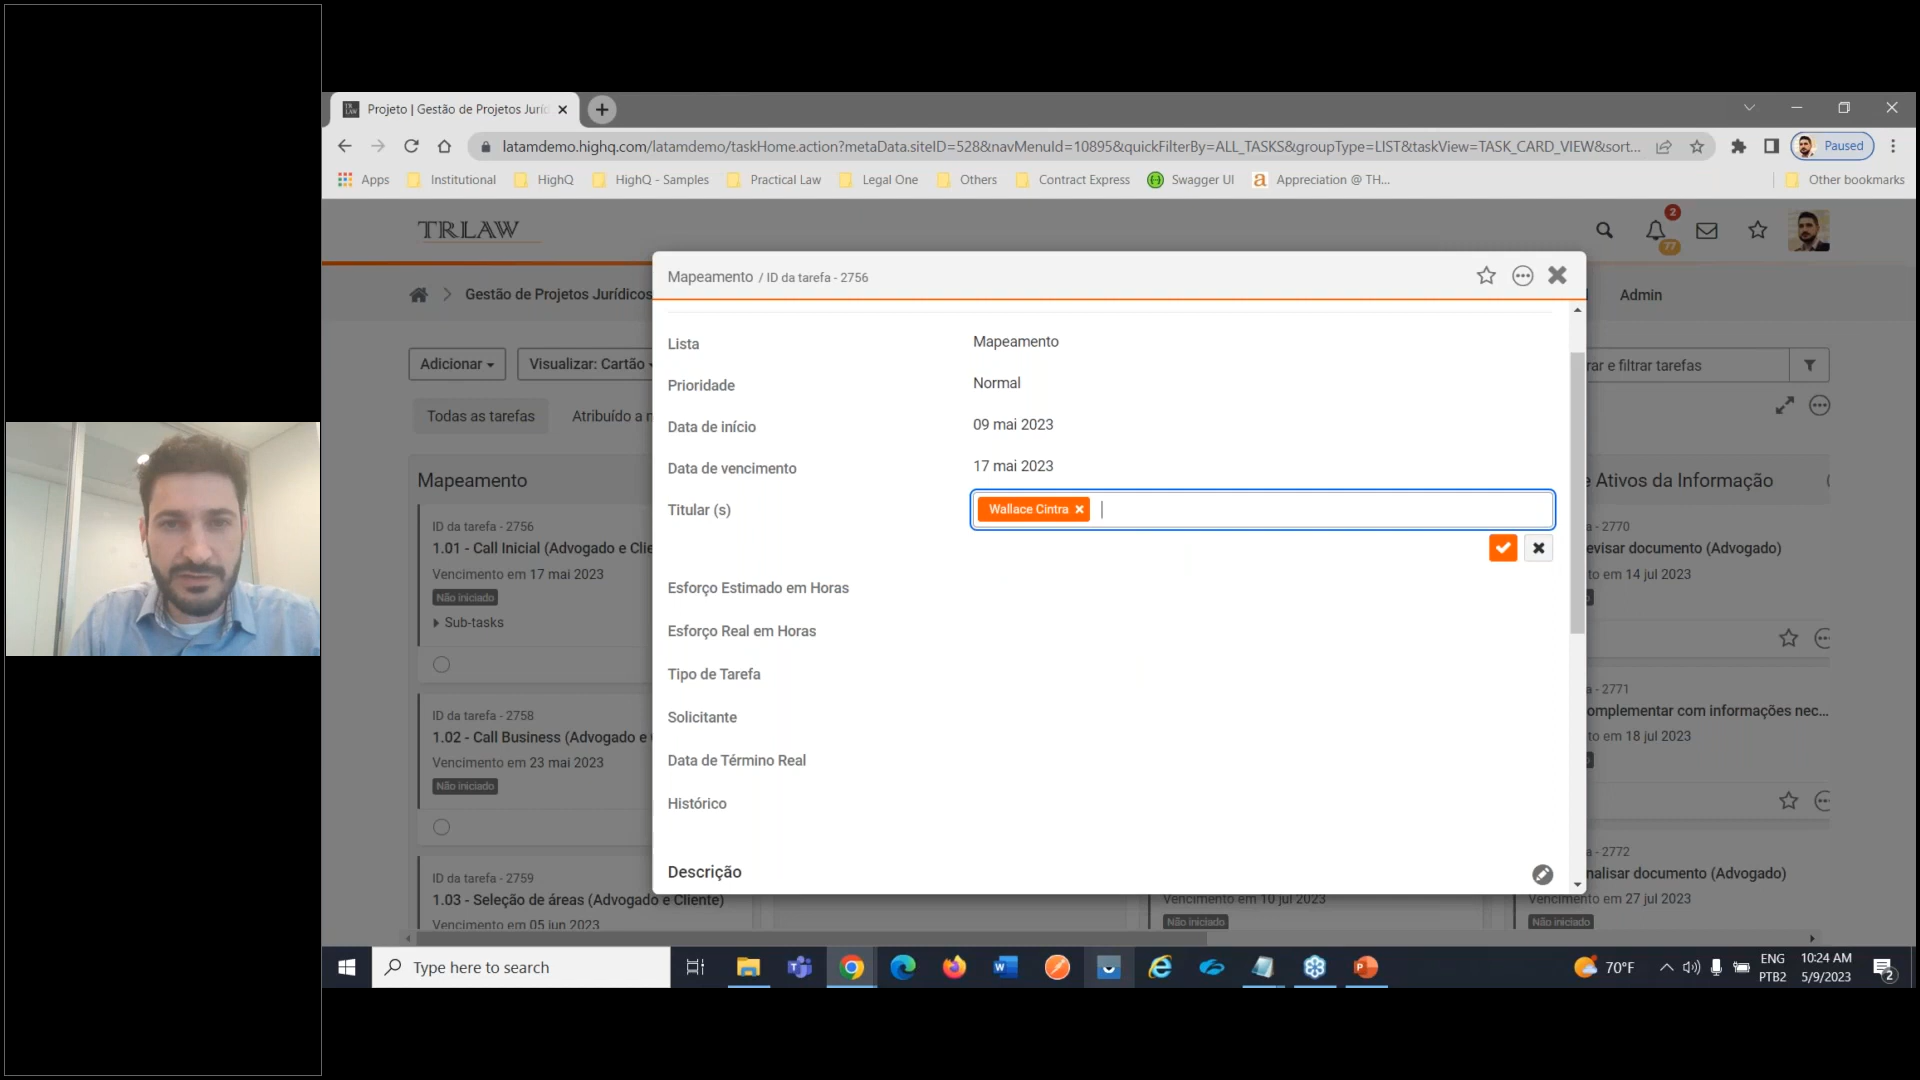 Projeto | Gestão de Projetos Juríd
latamdemo.highq.com/latamdemo/taskHome.action?metaData.siteID=528&navMenuId=10895&quickFilterBy=ALL_TASKS&groupType=LIST&taskView=TASK_CARD_VIEW&sort...
Paused
Apps
Institutional
HighQ
HighQ - Samples
Practical Law
Legal One
Others
Contract Express
Swagger UI
Appreciation @ TH...
Other bookmarks
TRLAW
2
77
Gestão de Projetos Jurídicos
Admin
Adicionar
Visualizar: Cartão
e filtrar tarefas
Todas as tarefas
Atribuído a
Mapeamento
ID da tarefa - 2756
1.01 - Call Inicial (Advogado e Clie
Vencimento em 17 mai 2023
Não iniciado
Sub-tasks
ID da tarefa - 2758
1.02 - Call Business (Advogado e
Vencimento em 23 mai 2023
Não iniciado
ID da tarefa - 2759
1.03 - Seleção de áreas (Advogado e Cliente)
Vencimento em 05 jun 2023
Mapeamento / ID da tarefa - 2756
Lista
Mapeamento
Prioridade
Normal
Data de início
09 mai 2023
Data de vencimento
17 mai 2023
Titular (s)
Wallace Cintra
Esforço Estimado em Horas
Esforço Real em Horas
Tipo de Tarefa
Solicitante
Data de Término Real
Histórico
Descrição
Vencimento em 10 jul 2023
Não iniciado
e Ativos da Informação
a - 2770
evisar documento (Advogado)
to em 14 jul 2023
a - 2771
omplementar com informações nec...
to em 18 jul 2023
a - 2772
nalisar documento (Advogado)
Vencimento em 27 jul 2023
Não iniciado
Type here to search
70°F
ENG
PTB2
10:24 AM
5/9/2023
2